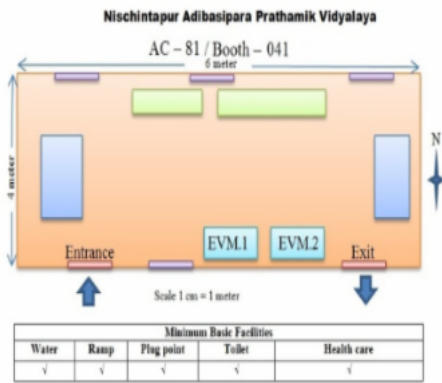 Nischintapur Adibasipara Prathamik Vidyalaya
AC – 81 / Booth – 041
6 meter
4 meter
N
EVM.1 EVM.2
Entrance Exit
Scale 1 cm = 1 meter
Minimum Basic Facilities
Water Ramp Plug point Toilet Health care
√ √ √ √ √